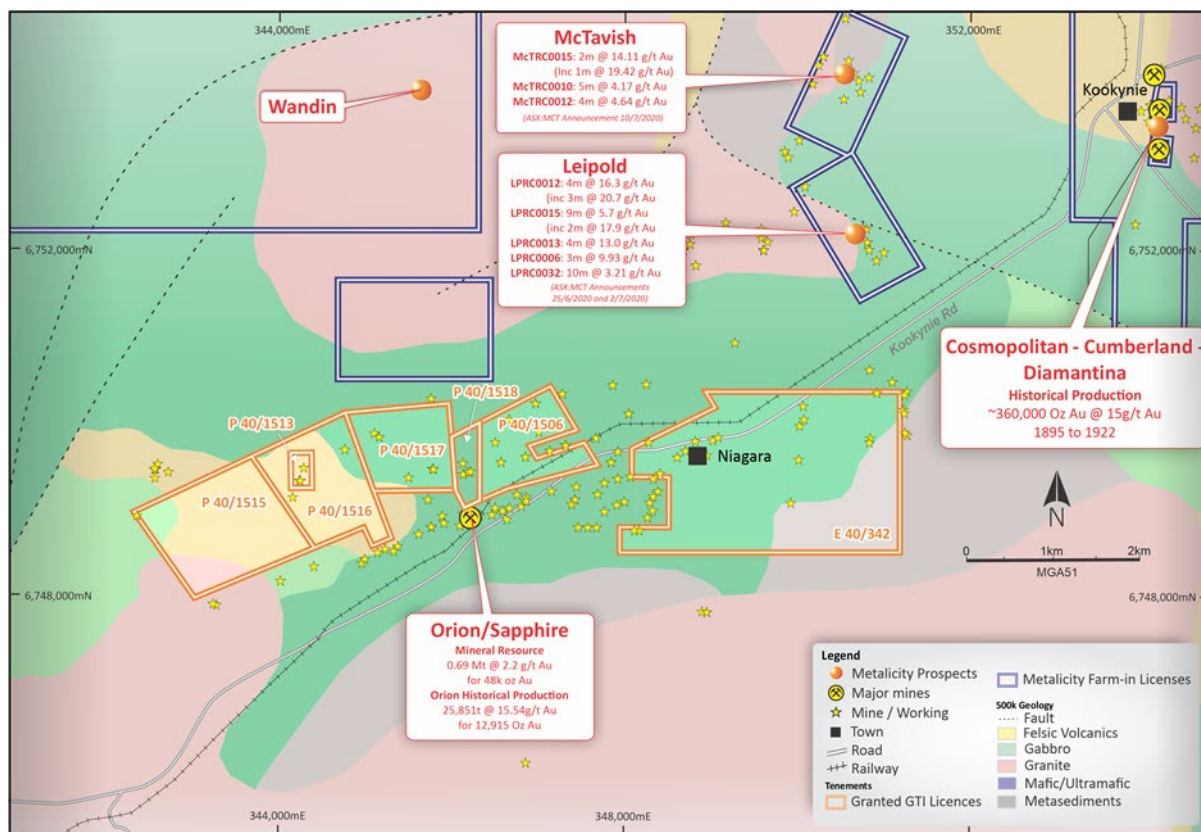 344,000mE
352,000mE
McTavish
McTRC0015: 2m @ 14.11 g/t Au
(Inc 1m @ 19.42 g/t Au)
McTRC0010: 5m @ 4.17 g/t Au
McTRC0012: 4m @ 4.64 g/t Au
(ASX:MCT Announcement 10/7/2020)
Wandin
Kookynie
Leipold
LPRC0012: 4m @ 16.3 g/t Au
(inc 3m @ 20.7 g/t Au
LPRC0015: 9m @ 5.7 g/t Au
(inc 2m @ 17.9 g/t Au
LPRC0013: 4m @ 13.0 g/t Au
LPRC0006: 3m @ 9.93 g/t Au
LPRC0032: 10m @ 3.21 g/t Au
(ASX:MCT Announcements
25/6/2020 and 2/7/2020)
6,752,000mN
6,752,000mN
Kookynie Rd
Cosmopolitan - Cumberland -
Diamantina
Historical Production
~360,000 Oz Au @ 15g/t Au
1895 to 1922
P 40/1518
P 40/1513
P 40/1506
P 40/1517
Niagara
P 40/1515
P 40/1516
E 40/342
N
0 1km 2km
MGA51
6,748,000mN
6,748,000mN
Orion/Sapphire
Mineral Resource
0.69 Mt @ 2.2 g/t Au
for 48k oz Au
Orion Historical Production
25,851t @ 15.54g/t Au
for 12,915 Oz Au
Legend
Metalicity Prospects
Major mines
Mine / Working
Town
Road
Railway
Tenements
Granted GTI Licences
Metalicity Farm-in Licenses
500k Geology
Fault
Felsic Volcanics
Gabbro
Granite
Mafic/Ultramafic
Metasediments
344,000mE
348,000mE